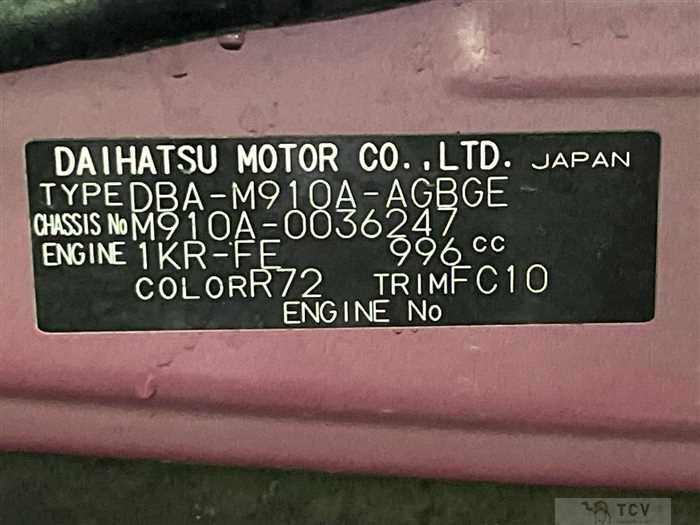 DAIHATSU MOTOR CO.,LTD. JAPAN
TYPE DBA-M910A-AGBGE
CHASSIS No M910A-0036247
ENGINE 1KR-FE 996 cc
COLOR R72 TRIM FC10
ENGINE No
TCV